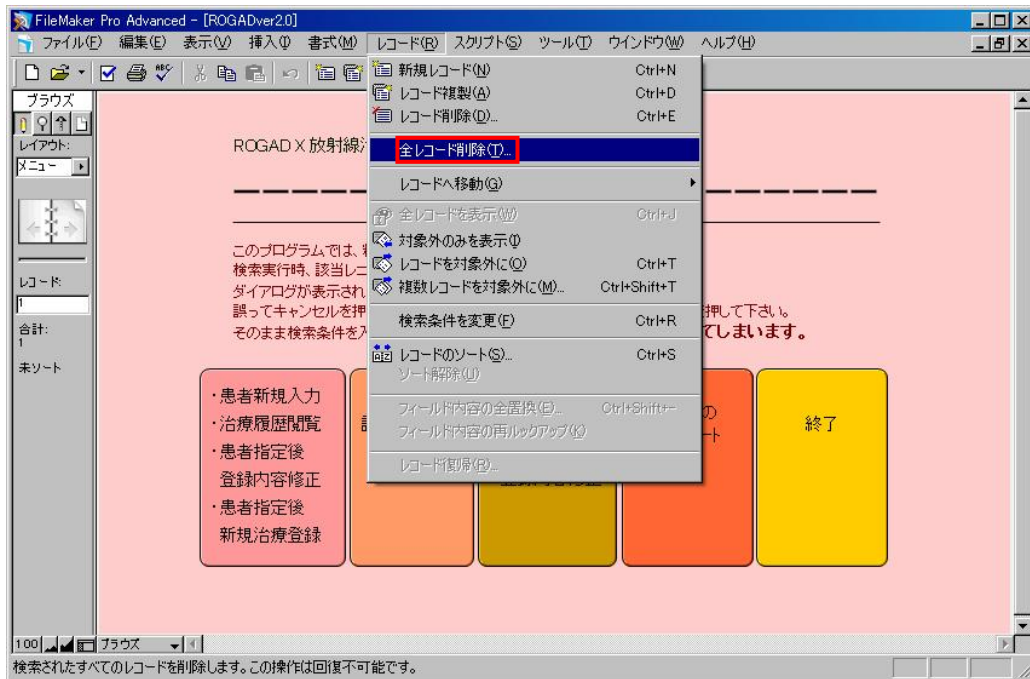 FileMaker Pro Advanced - [ROGADver2.0]
ファイル(F) 編集(E) 表示(V) 挿入(I) 書式(M) レコード(R) スクリプト(S) ツール(T) ウインドウ(W) ヘルプ(H)
新規レコード(N) Ctrl+N
レコード複製(A) Ctrl+D
レコード削除(D)... Ctrl+E
全レコード削除(T)...
レコードへ移動(G)
全レコードを表示(W) Ctrl+J
対象外のみを表示(I)
レコードを対象外に(O) Ctrl+T
複数レコードを対象外に(M)... Ctrl+Shift+T
検索条件を変更(F) Ctrl+R
レコードのソート(S)... Ctrl+S
ソート解除(U)
フィールド内容の全置換(E)... Ctrl+Shift+-
フィールド内容の再ルックアップ(K)
レコード復帰(R)...
ブラウズ
レイアウト:
メニュー
レコード:
1
合計:
1
未ソート
ROGAD X 放射線
このプログラムでは、
検索実行時、該当レコ
ダイアログが表示され
誤ってキャンセルを押 押して下さい。
そのまま検索条件を入 てしまいます。
・患者新規入力
・治療履歴閲覧
・患者指定後
登録内容修正
・患者指定後
新規治療登録
の
ート
終了
100 ブラウズ
検索されたすべてのレコードを削除します。この操作は回復不可能です。